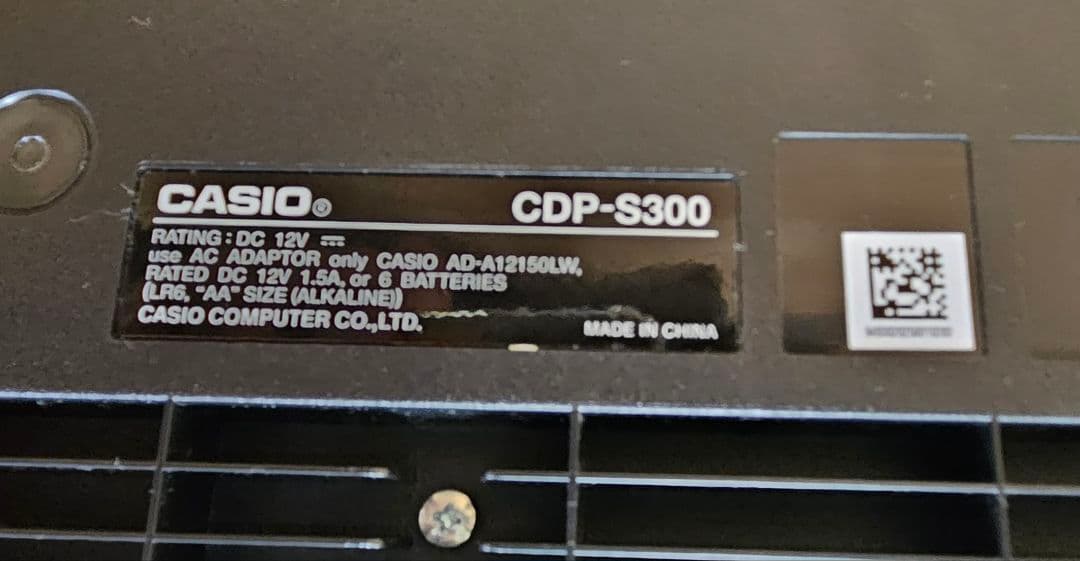 CASIO®
CDP-S300
RATING : DC 12V ⎓
use AC ADAPTOR only CASIO AD-A12150LW,
RATED DC 12V 1.5A, or 6 BATTERIES
(LR6, "AA" SIZE (ALKALINE))
CASIO COMPUTER CO.,LTD.
MADE IN CHINA